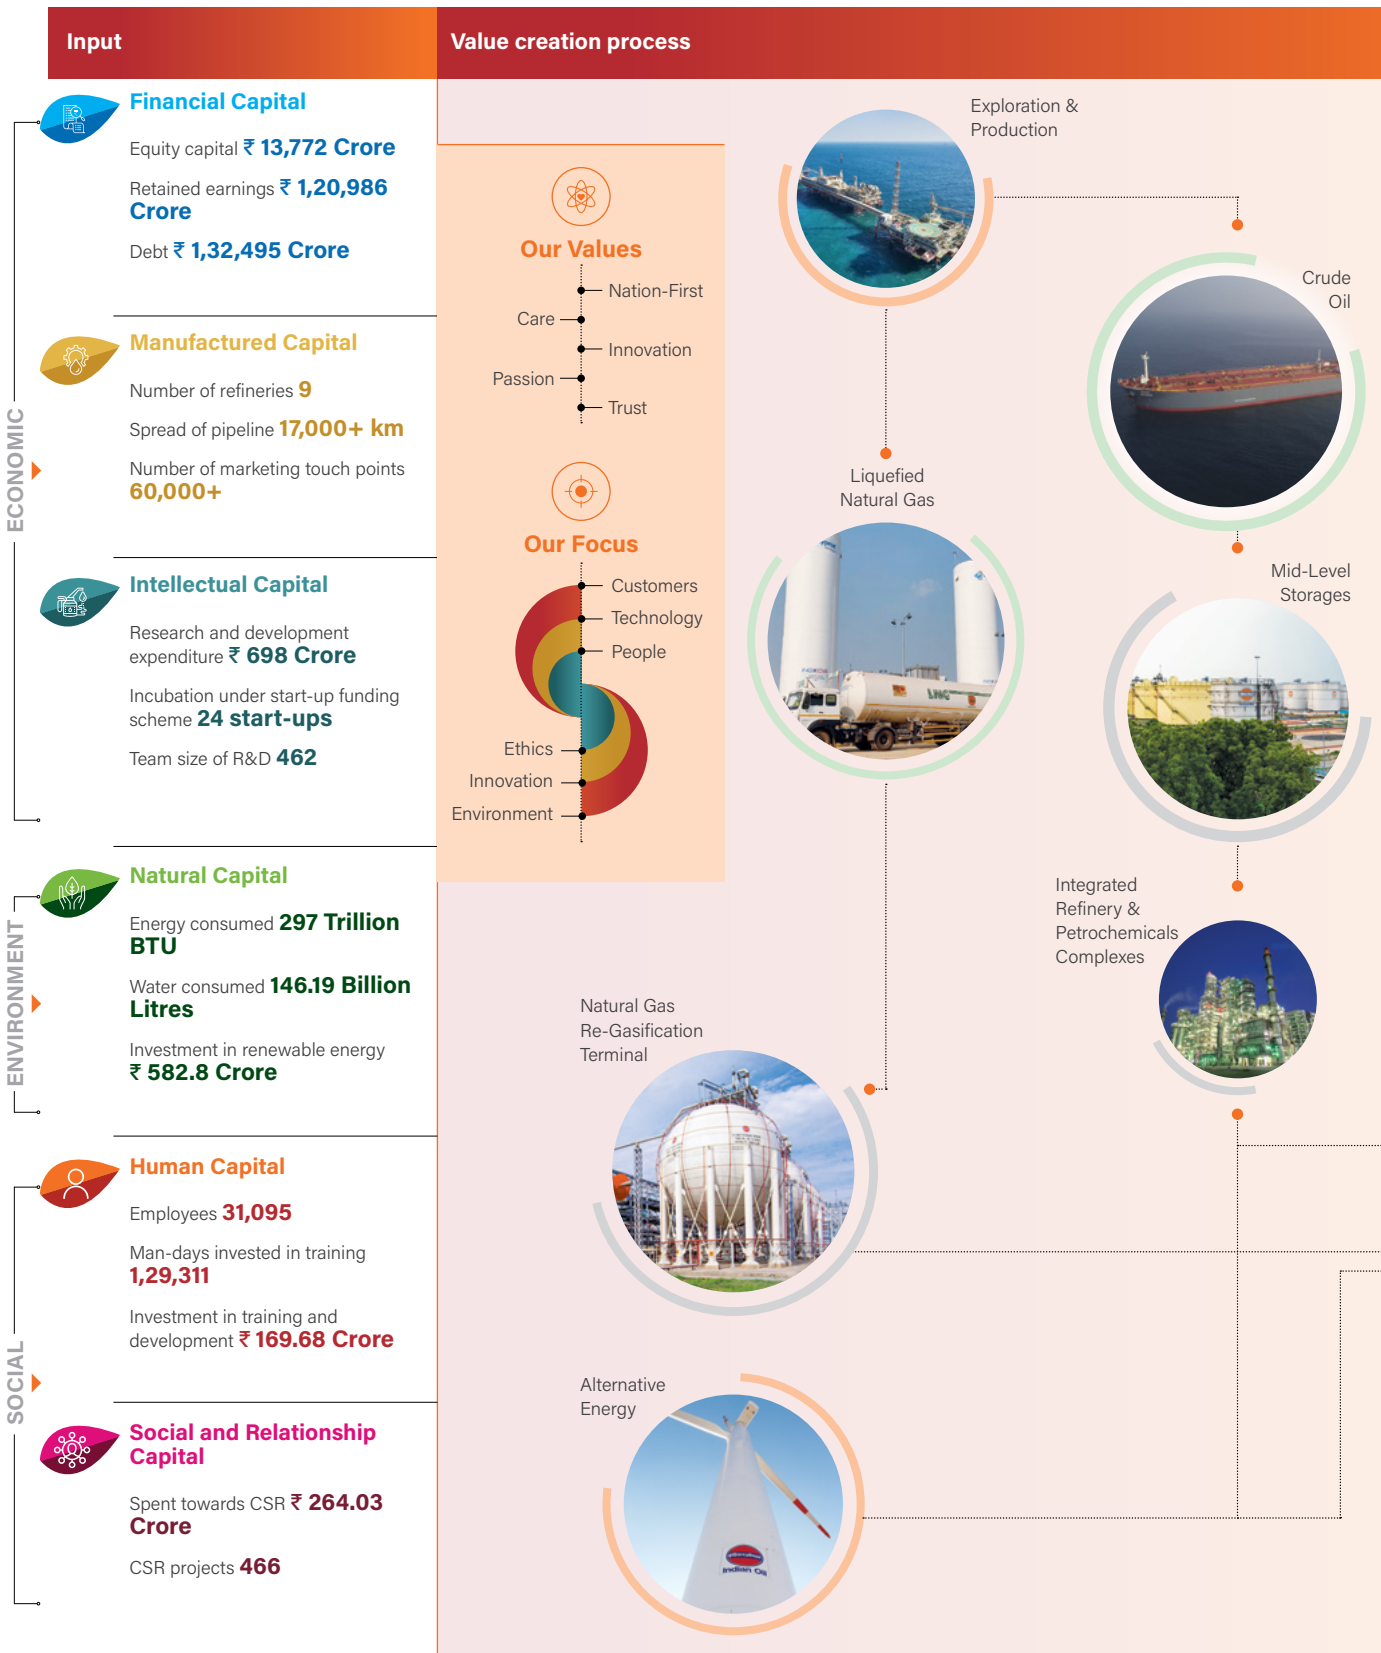 Input
Value creation process
ECONOMIC
Financial Capital
Equity capital ₹ 13,772 Crore
Retained earnings ₹ 1,20,986
Crore
Debt ₹ 1,32,495 Crore
Manufactured Capital
Number of refineries 9
Spread of pipeline 17,000+ km
Number of marketing touch points
60,000+
Intellectual Capital
Research and development
expenditure ₹ 698 Crore
Incubation under start-up funding
scheme 24 start-ups
Team size of R&D 462
ENVIRONMENT
Natural Capital
Energy consumed 297 Trillion
BTU
Water consumed 146.19 Billion
Litres
Investment in renewable energy
₹ 582.8 Crore
SOCIAL
Human Capital
Employees 31,095
Man-days invested in training
1,29,311
Investment in training and
development ₹ 169.68 Crore
Social and Relationship
Capital
Spent towards CSR ₹ 264.03
Crore
CSR projects 466
Our Values
Nation-First
Care
Innovation
Passion
Trust
Our Focus
Customers
Technology
People
Ethics
Innovation
Environment
Exploration &
Production
Crude
Oil
Liquefied
Natural Gas
LNG
Mid-Level
Storages
Integrated
Refinery &
Petrochemicals
Complexes
Natural Gas
Re-Gasification
Terminal
Alternative
Energy
Indian Oil